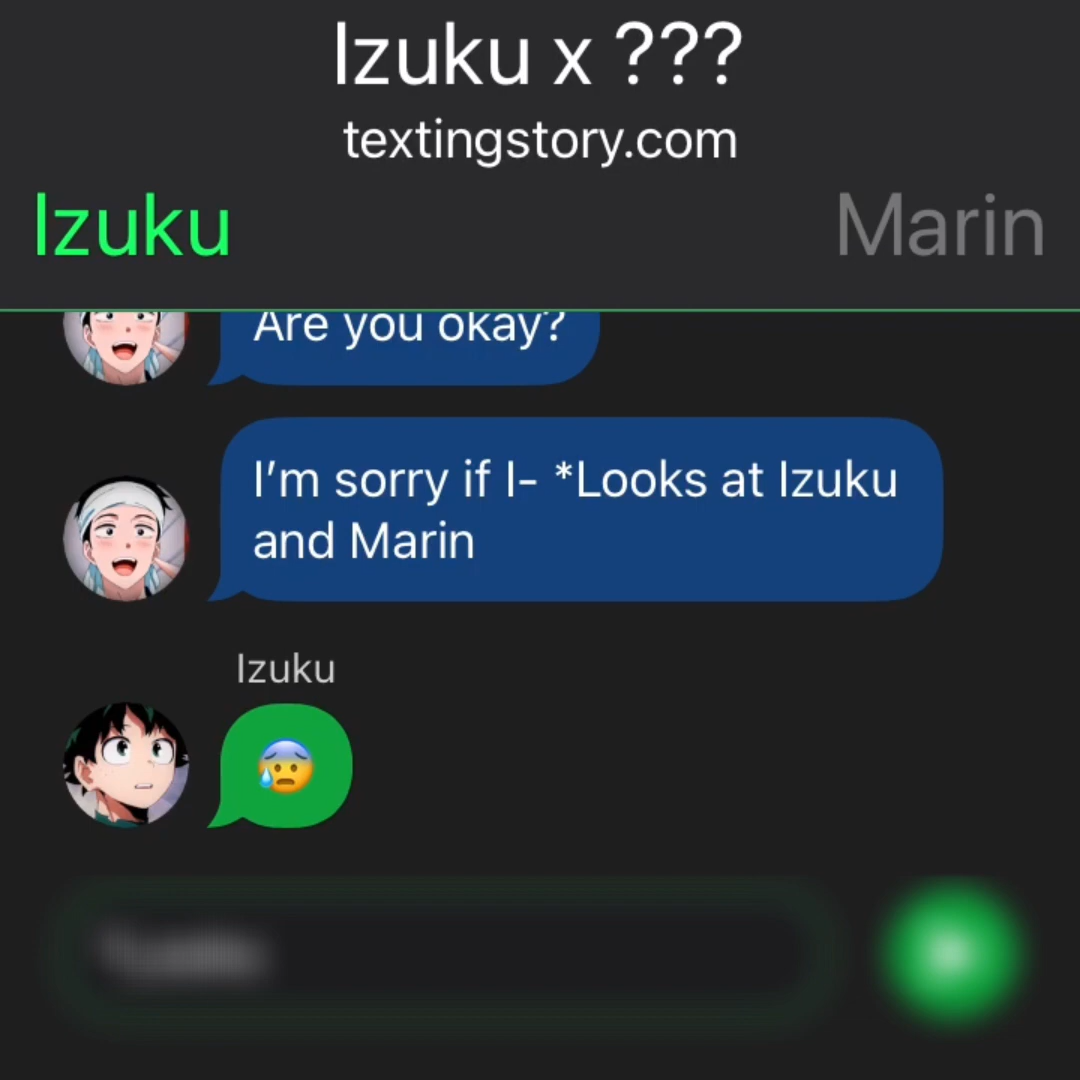 Izuku x ???
textingstory.com
Izuku
Marin
Are you okay?
I’m sorry if I- *Looks at Izuku
and Marin
Izuku
😰